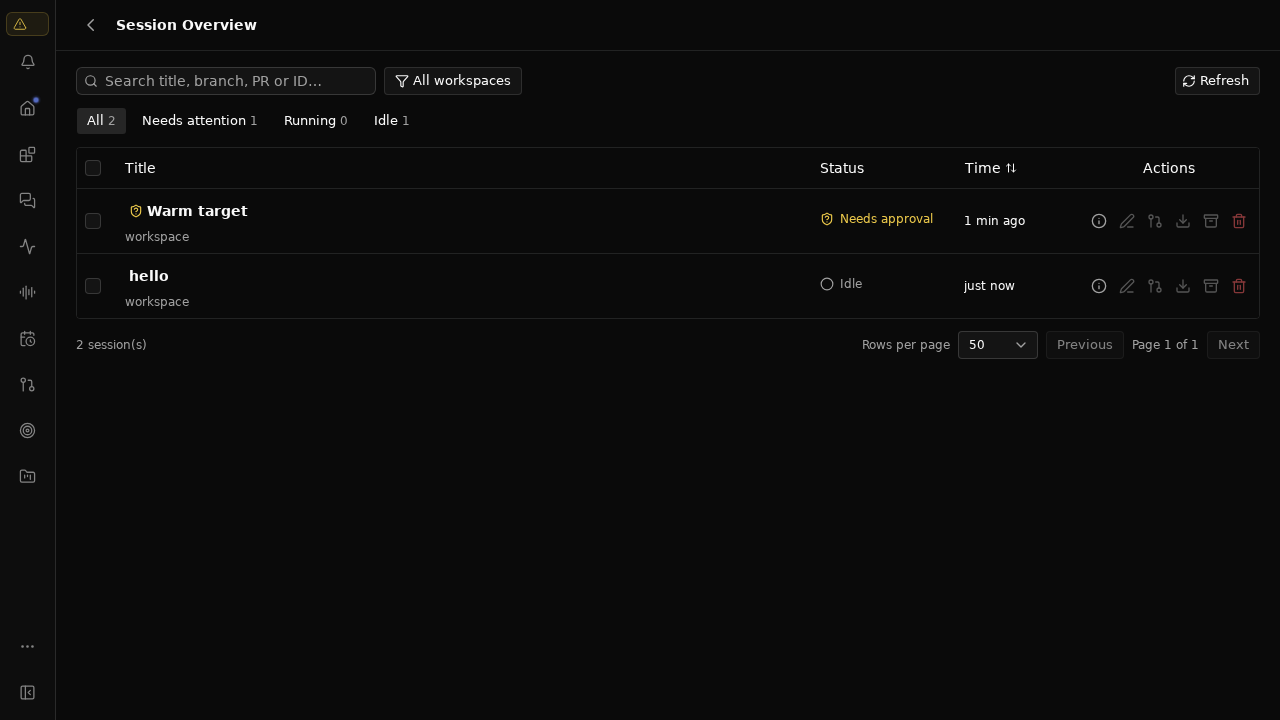 Session Overview
Search title, branch, PR or ID…
All workspaces
Refresh
All 2
Needs attention 1
Running 0
Idle 1
Title
Status
Time
Actions
Warm target
workspace
Needs approval
1 min ago
hello
workspace
Idle
just now
2 session(s)
Rows per page
50
Previous
Page 1 of 1
Next